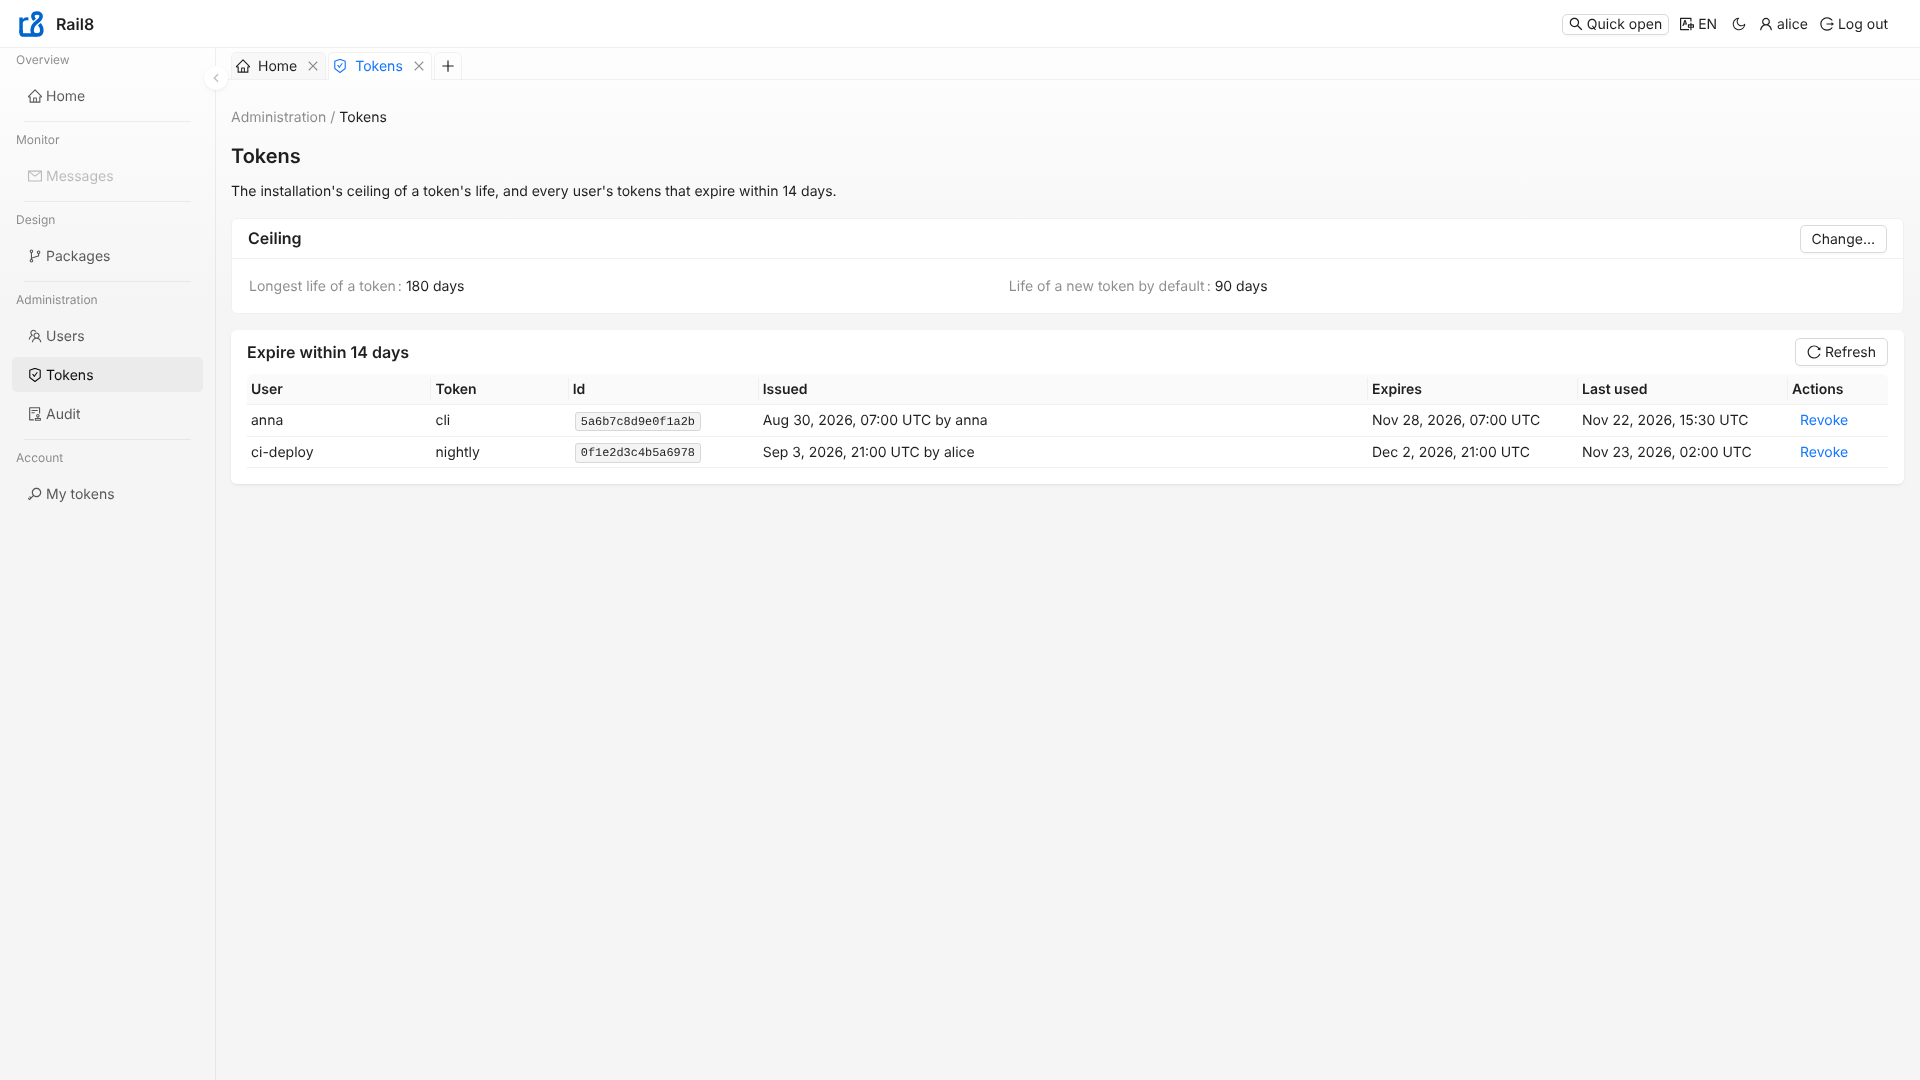 Rail8
Quick open
EN
alice
Log out
Overview
Home
Monitor
Messages
Design
Packages
Administration
Users
Tokens
Audit
Account
My tokens
Home
Tokens
Administration / Tokens
Tokens
The installation's ceiling of a token's life, and every user's tokens that expire within 14 days.
Ceiling
Change...
Longest life of a token: 180 days
Life of a new token by default: 90 days
Expire within 14 days
Refresh
User Token Id Issued Expires Last used Actions
anna cli 5a6b7c8d9e0f1a2b Aug 30, 2026, 07:00 UTC by anna Nov 28, 2026, 07:00 UTC Nov 22, 2026, 15:30 UTC Revoke
ci-deploy nightly 0f1e2d3c4b5a6978 Sep 3, 2026, 21:00 UTC by alice Dec 2, 2026, 21:00 UTC Nov 23, 2026, 02:00 UTC Revoke